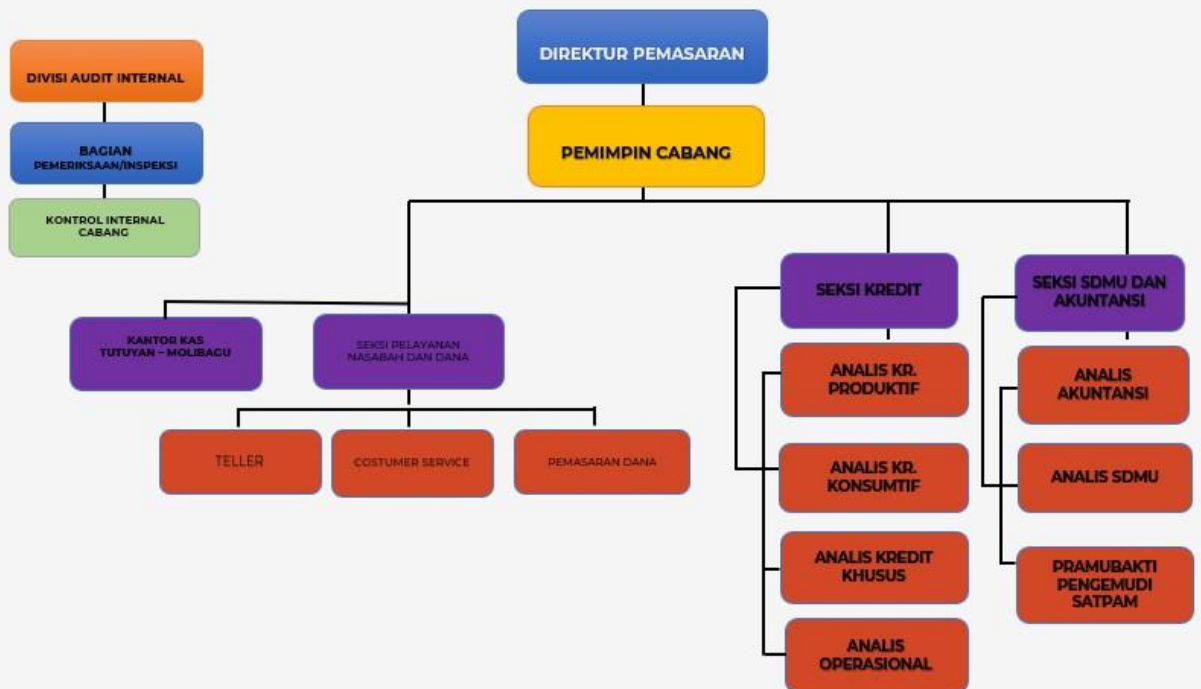 DIREKTUR PEMASARAN
DIVISI AUDIT INTERNAL
BAGIAN
PEMERIKSAAN/INSPEKSI
PEMIMPIN CABANG
KONTROL INTERNAL
CABANG
KANTOR KAS
TUTUYAN – MOLIBAGU
SEKSI PELAYANAN
NASABAH DAN DANA
SEKSI KREDIT
SEKSI SDMU DAN
AKUNTANSI
TELLER
COSTUMER SERVICE
PEMASARAN DANA
ANALIS KR.
PRODUKTIF
ANALIS KR.
KONSUMTIF
ANALIS KREDIT
KHUSUS
ANALIS
OPERASIONAL
ANALIS
AKUNTANSI
ANALIS SDMU
PRAMUBAKTI
PENGEMUDI
SATPAM